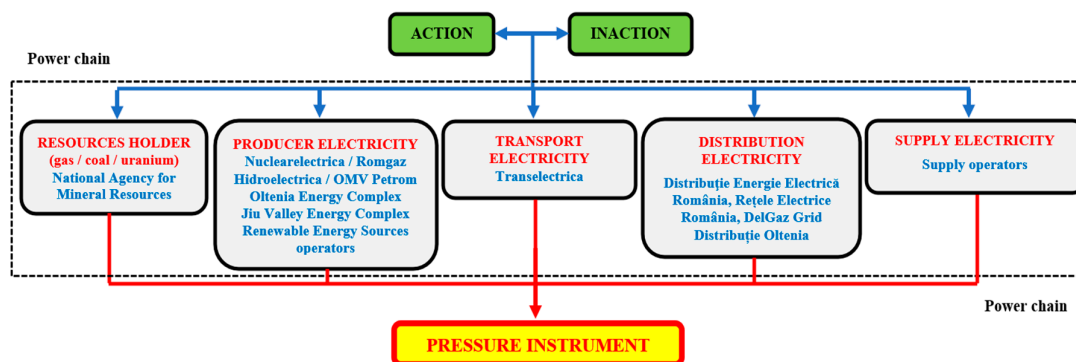 ACTION
INACTION
Power chain
RESOURCES HOLDER
(gas / coal / uranium)
National Agency for
Mineral Resources
PRODUCER ELECTRICITY
Nuclearelectrica / Romgaz
Hidroelectrica / OMV Petrom
Oltenia Energy Complex
Jiu Valley Energy Complex
Renewable Energy Sources
operators
TRANSPORT
ELECTRICITY
Transelectrica
DISTRIBUTION
ELECTRICITY
Distribuție Energie Electrică
România, Rețele Electrice
România, DelGaz Grid
Distribuție Oltenia
SUPPLY ELECTRICITY
Supply operators
Power chain
PRESSURE INSTRUMENT